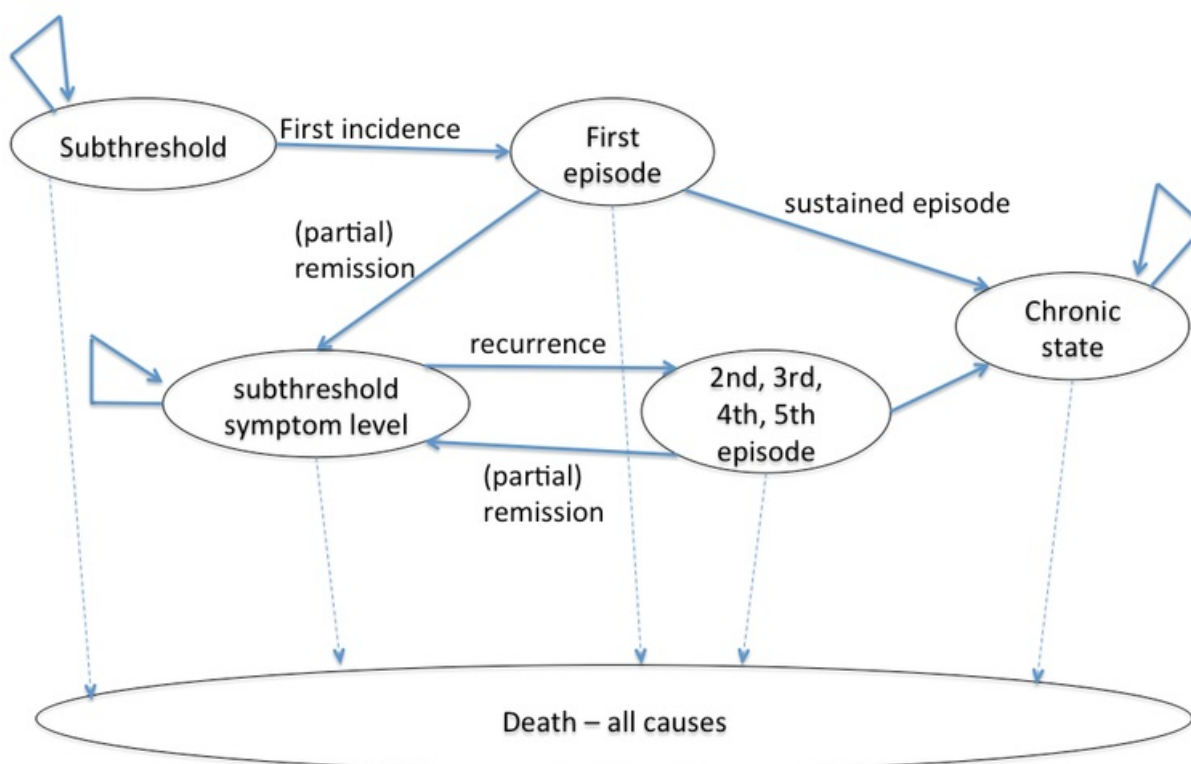 Subthreshold
First incidence
First
episode
sustained episode
(partial)
remission
Chronic
state
recurrence
subthreshold
symptom level
2nd, 3rd,
4th, 5th
episode
(partial)
remission
Death – all causes